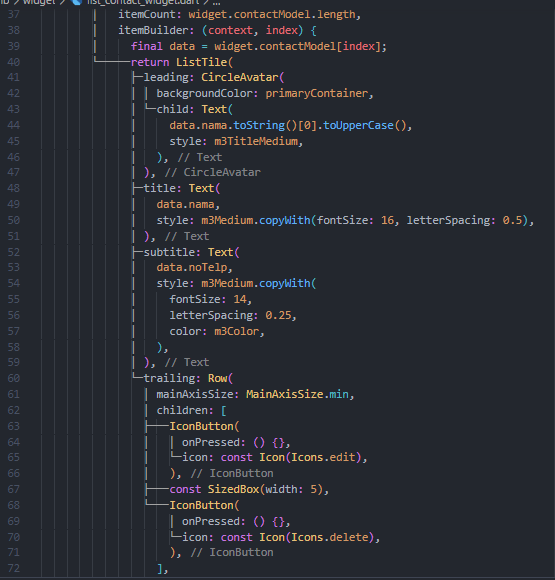 lib > widget > list_contact_widget.dart > ...
37 itemCount: widget.contactModel.length,
38 itemBuilder: (context, index) {
39 final data = widget.contactModel[index];
40 return ListTile(
41 leading: CircleAvatar(
42 backgroundColor: primaryContainer,
43 child: Text(
44 data.nama.toString()[0].toUpperCase(),
45 style: m3TitleMedium,
46 ), // Text
47 ), // CircleAvatar
48 title: Text(
49 data.nama,
50 style: m3Medium.copyWith(fontSize: 16, letterSpacing: 0.5),
51 ), // Text
52 subtitle: Text(
53 data.noTelp,
54 style: m3Medium.copyWith(
55 fontSize: 14,
56 letterSpacing: 0.25,
57 color: m3Color,
58 ),
59 ), // Text
60 trailing: Row(
61 mainAxisSize: MainAxisSize.min,
62 children: [
63 IconButton(
64 onPressed: () {},
65 icon: const Icon(Icons.edit),
66 ), // IconButton
67 const SizedBox(width: 5),
68 IconButton(
69 onPressed: () {},
70 icon: const Icon(Icons.delete),
71 ), // IconButton
72 ],